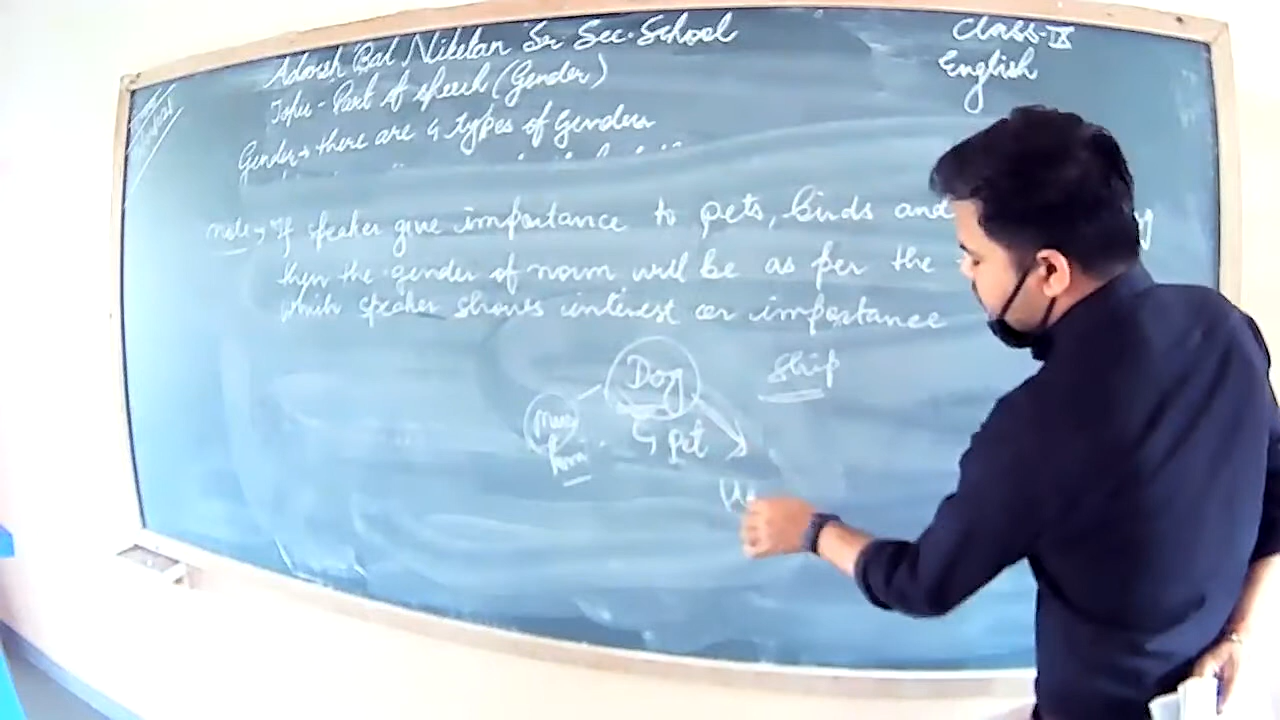 Adarsh Bal Niketan Sr Sec. School
Class-IX
English
Topic - Part of speech (Gender)
Gender → there are 4 types of Genders
note → If speaker give importance to pets, birds and
then the gender of noun will be as per the
which speaker shows interest or importance
Dog
Ship
↳ Pet